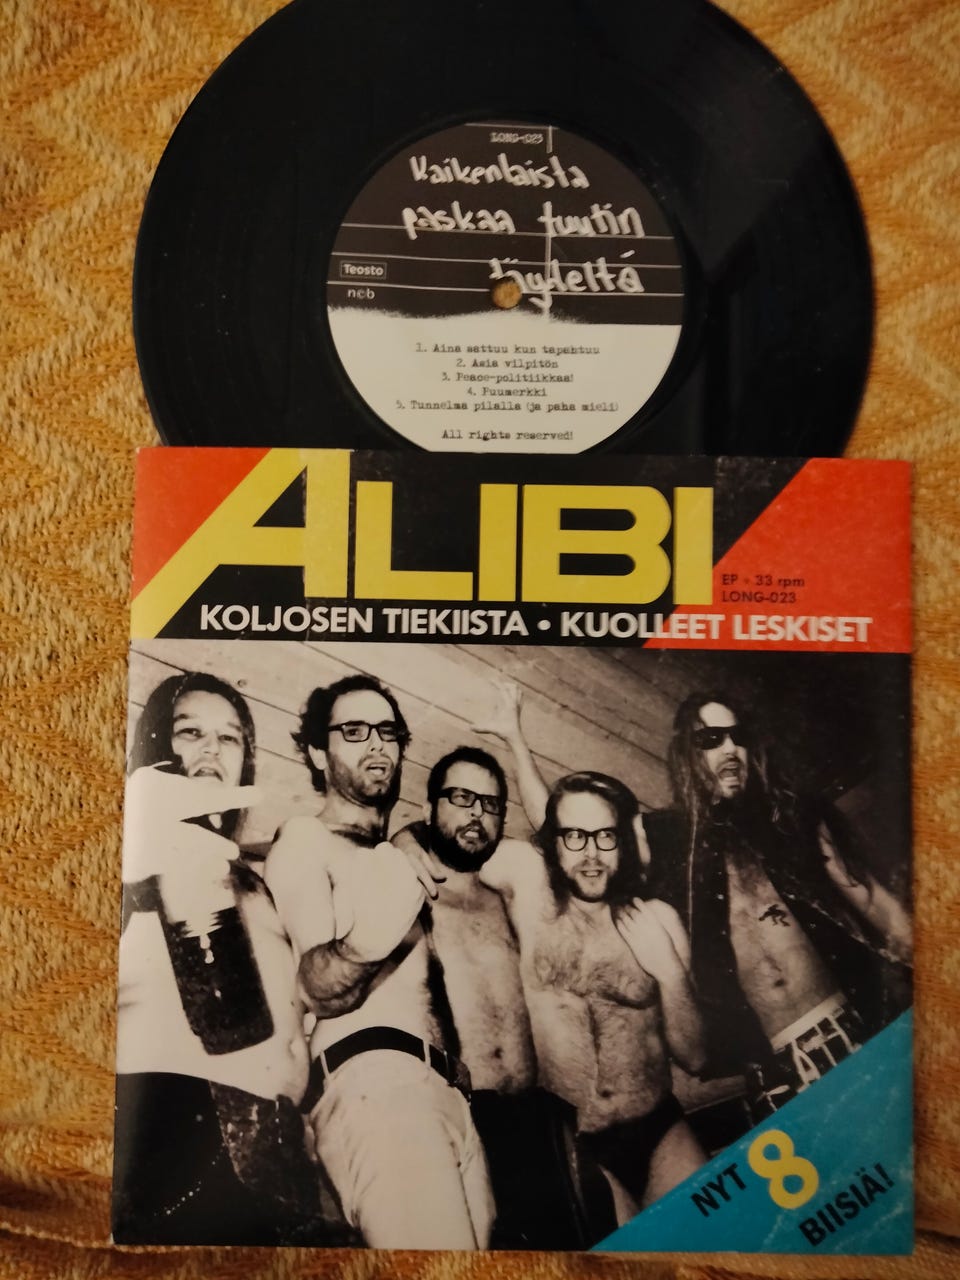 LONG-023
Kaikenlaista
paskaa tuutin
täydeltä
Teosto
ncb
1. Aina sattuu kun tapahtuu
2. Asia vilpitön
3. Peace-politiikkaa!
4. Puumerkki
5. Tunnelma pilalla (ja paha mieli)
All rights reserved!
ALIBI
EP • 33 rpm
LONG-023
KOLJOSEN TIEKIISTA • KUOLLEET LESKISET
NYT 8
BIISIÄ!